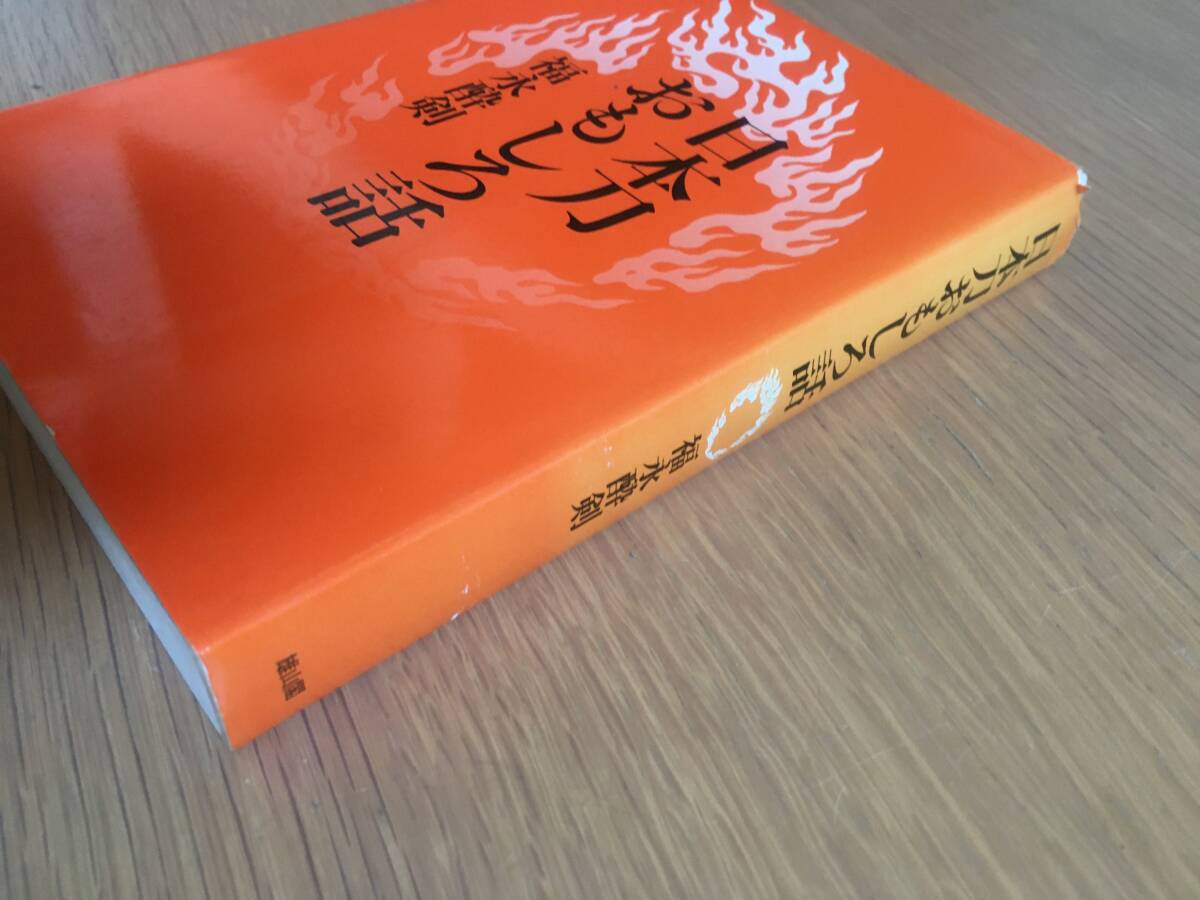 日本刀
おもしろ話
福永酔剣
日本刀おもしろ話
福永酔剣
雄山閣